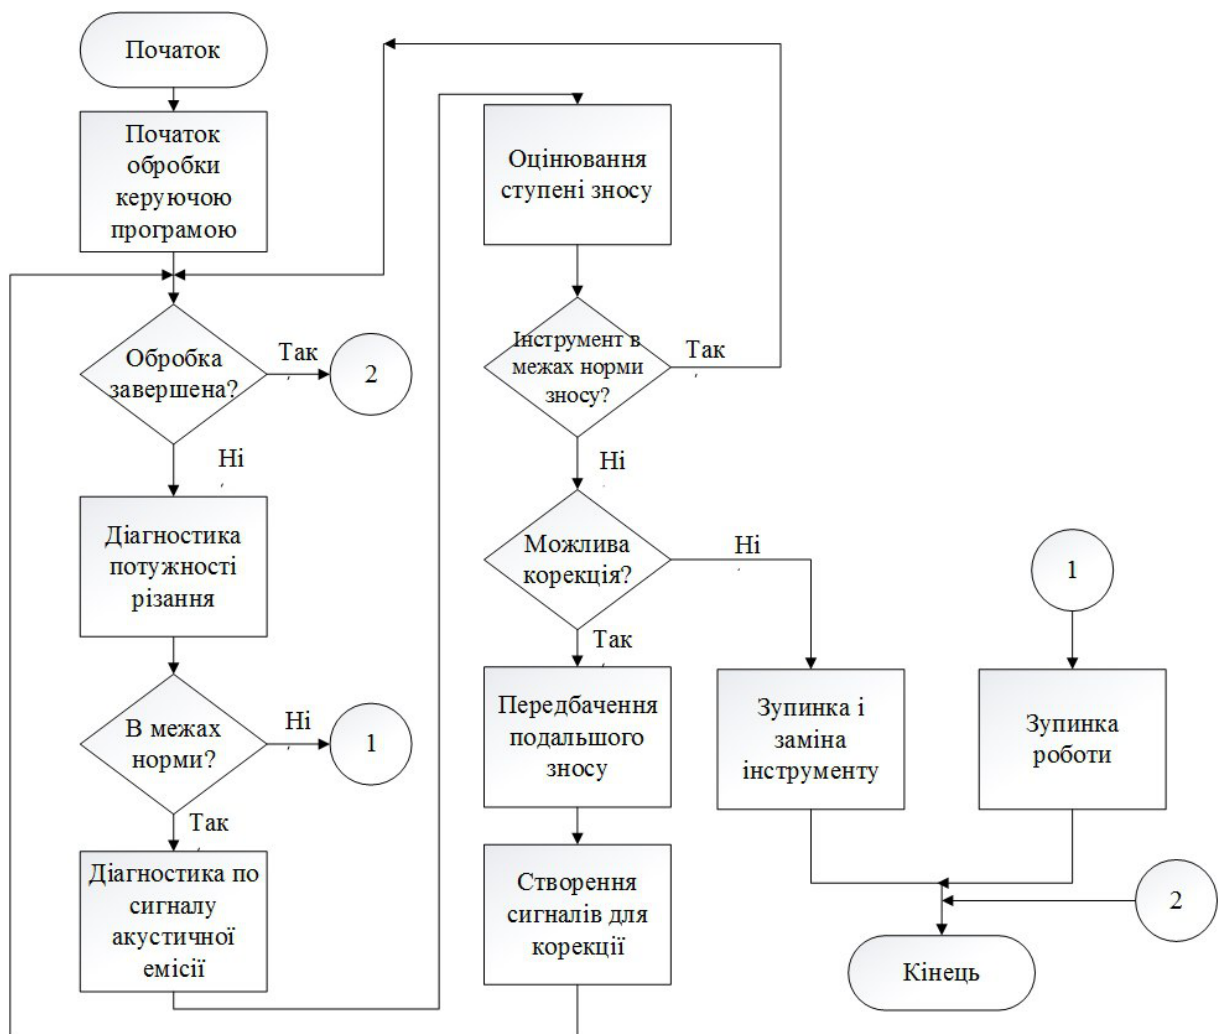 Початок
Початок
обробки
керуючою
програмою
Обробка
завершена?
Так
2
Ні
Діагностика
потужності
різання
В межах
норми?
Ні
1
Так
Діагностика по
сигналу
акустичної
емісії
Оцінювання
ступені зносу
Інструмент в
межах норми
зносу?
Так
Ні
Можлива
корекція?
Ні
Так
Передбачення
подальшого
зносу
Створення
сигналів для
корекції
Зупинка і
заміна
інструменту
1
Зупинка
роботи
2
Кінець